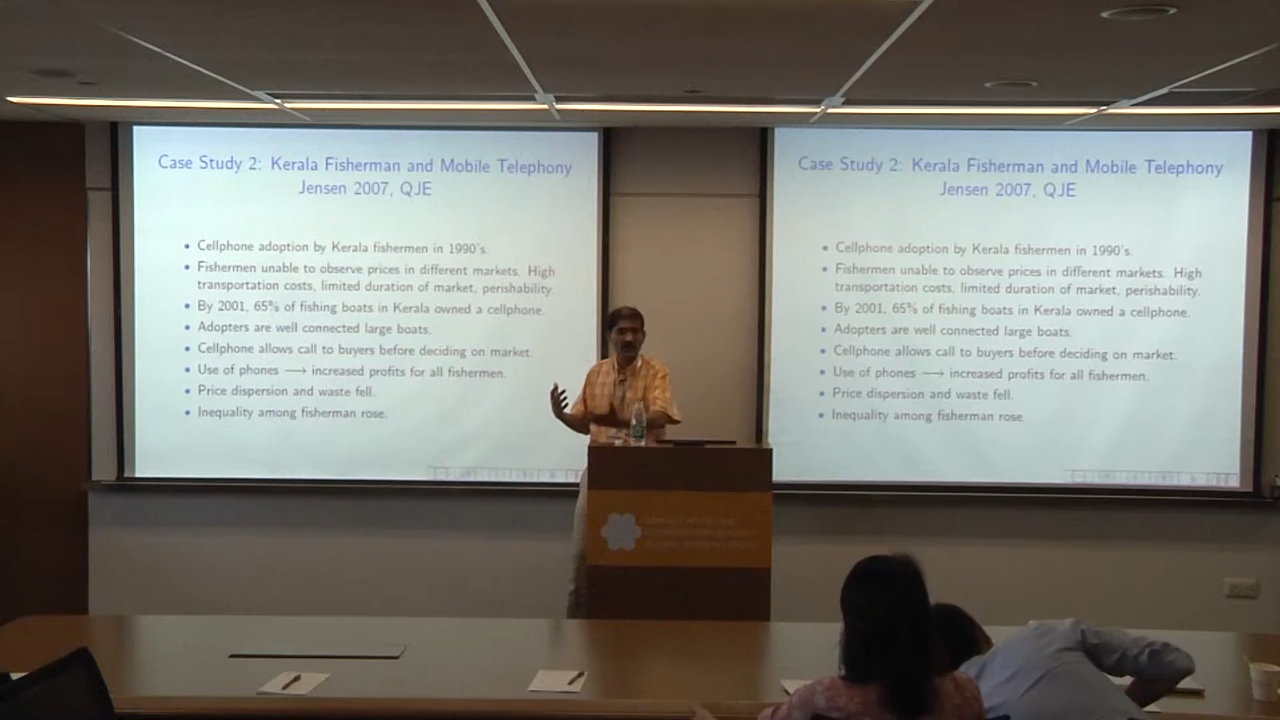 Case Study 2: Kerala Fisherman and Mobile Telephony
Jensen 2007, QJE
• Cellphone adoption by Kerala fishermen in 1990's.
• Fishermen unable to observe prices in different markets. High
transportation costs, limited duration of market, perishability.
• By 2001, 65% of fishing boats in Kerala owned a cellphone.
• Adopters are well connected large boats.
• Cellphone allows call to buyers before deciding on market.
• Use of phones ⟶ increased profits for all fishermen.
• Price dispersion and waste fell.
• Inequality among fisherman rose.
Case Study 2: Kerala Fisherman and Mobile Telephony
Jensen 2007, QJE
• Cellphone adoption by Kerala fishermen in 1990's.
• Fishermen unable to observe prices in different markets. High
transportation costs, limited duration of market, perishability.
• By 2001, 65% of fishing boats in Kerala owned a cellphone.
• Adopters are well connected large boats.
• Cellphone allows call to buyers before deciding on market.
• Use of phones ⟶ increased profits for all fishermen.
• Price dispersion and waste fell.
• Inequality among fisherman rose